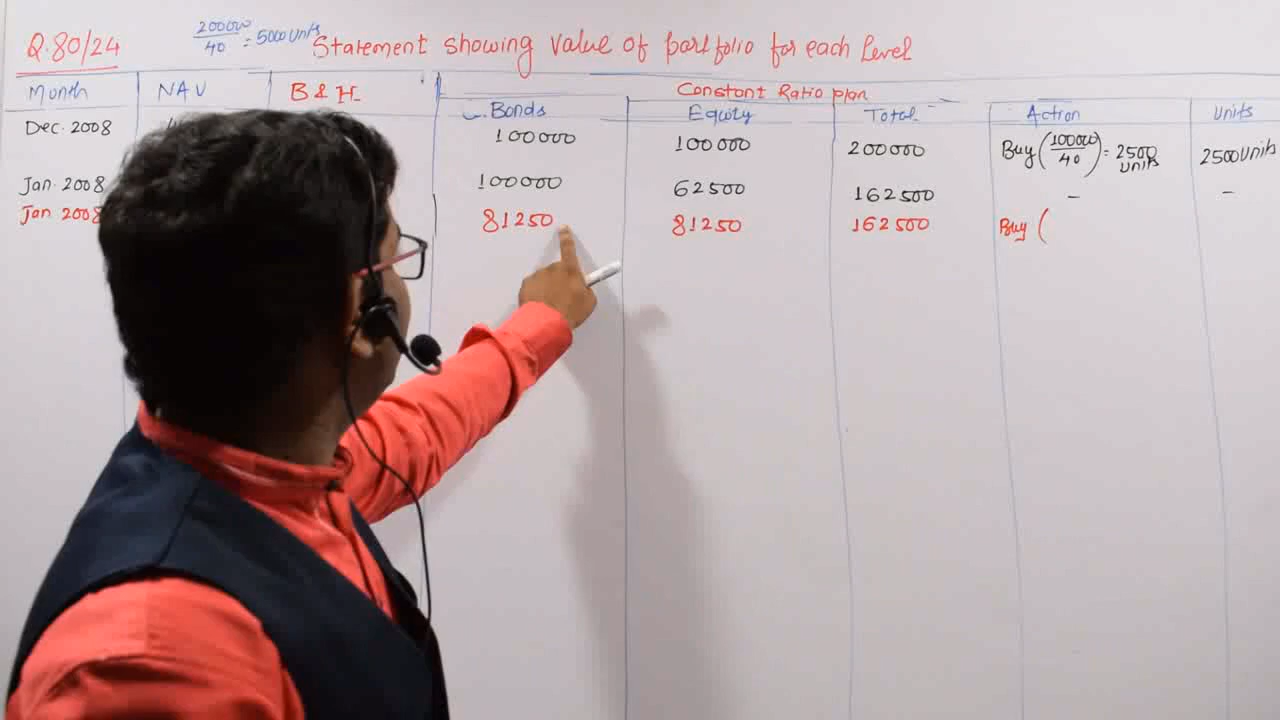 Q.80/24
200000/40 = 5000 Units
Statement showing value of portfolio for each Level
Month NAV B & H Constant Ratio plan
Bonds Equity Total Action Units
Dec. 2008 100000 100000 200000 Buy (100000/40) = 2500 units 2500 units
Jan. 2008 100000 62500 162500 - -
Jan 2008 81250 81250 162500 Buy (